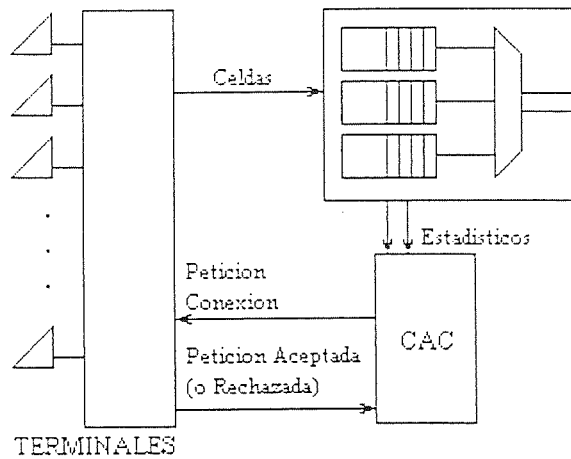 Celdas
Estadisticos
Peticion
Conexion
CAC
Peticion Aceptada
(o Rechazada)
TERMINALES